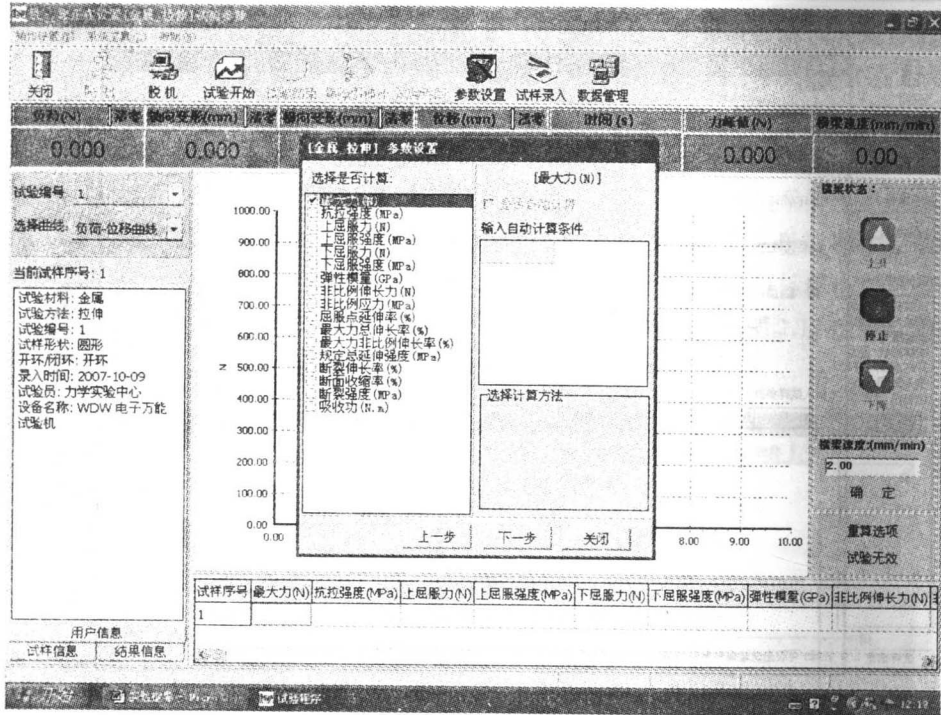 关闭
脱机
试验开始
参数设置
试样录入
数据管理
负荷(N)
清零
轴向变形(mm)
清零
清零
位移(mm)
清零
时间(s)
力峰值(N)
横梁速度(mm/min)
0.000
0.000
0.000
0.00
试验编号 1
选择曲线: 负荷-位移曲线
当前试样序号: 1
试验材料: 金属
试验方法: 拉伸
试验编号: 1
试样形状: 圆形
开环/闭环: 开环
录入时间: 2007-10-09
试验员: 力学实验中心
设备名称: WDW 电子万能
试验机
用户信息
试样信息
结果信息
1000.00
900.00
800.00
700.00
600.00
N
500.00
400.00
300.00
200.00
100.00
0.00
0.00
8.00
9.00
10.00
[金属 拉伸] 参数设置
选择是否计算:
抗拉强度(MPa)
上屈服力(N)
上屈服强度(MPa)
下屈服力(N)
下屈服强度(MPa)
弹性模量(GPa)
非比例伸长力(N)
非比例应力(MPa)
屈服点延伸率(%)
最大力总伸长率(%)
最大力非比例伸长率(%)
规定总延伸强度(MPa)
断裂伸长率(%)
断面收缩率(%)
断裂强度(MPa)
吸收功(N.m)
[最大力(N)]
输入自动计算条件
选择计算方法
上一步
下一步
关闭
横梁状态:
上升
停止
下降
横梁速度:(mm/min)
2.00
确 定
重算选项
试验无效
试样序号
最大力(N)
抗拉强度(MPa)
上屈服力(N)
上屈服强度(MPa)
下屈服力(N)
下屈服强度(MPa)
弹性模量(GPa)
非比例伸长力(N)
1
试验程序
12:19